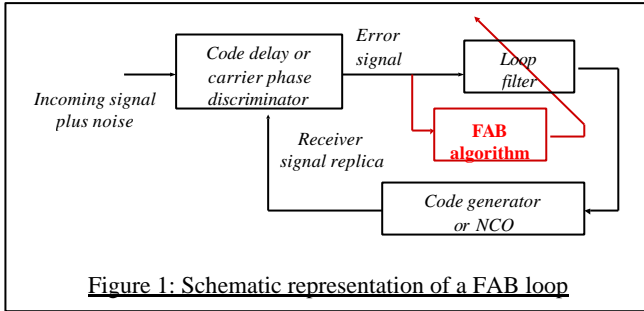 Code delay or
carrier phase
discriminator
Error
signal
Loop
filter
Incoming signal
plus noise
FAB
algorithm
Receiver
signal replica
Code generator
or NCO
Figure 1: Schematic representation of a FAB loop